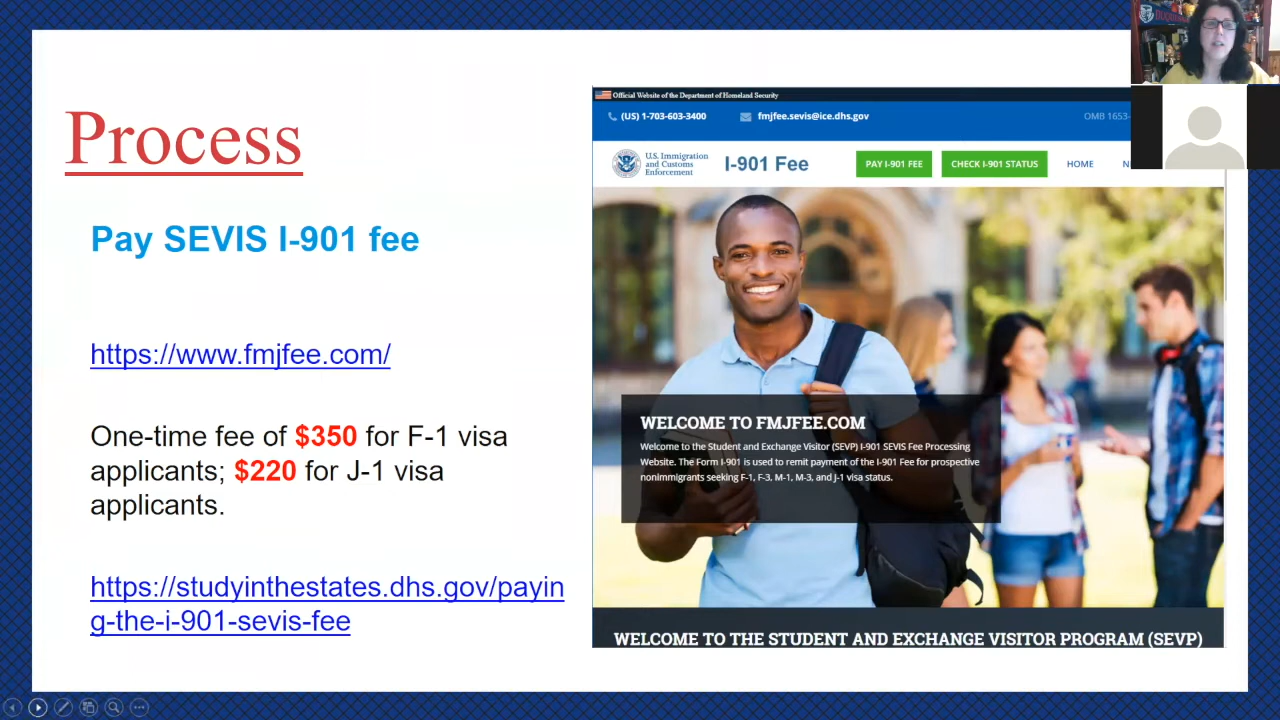 Process
Pay SEVIS I-901 fee
https://www.fmjfee.com/
One-time fee of $350 for F-1 visa
applicants; $220 for J-1 visa
applicants.
https://studyinthestates.dhs.gov/payin
g-the-i-901-sevis-fee
Official Website of the Department of Homeland Security
(US) 1-703-603-3400
fmjfee.sevis@ice.dhs.gov
OMB 1653-
U.S. Immigration
and Customs
Enforcement
I-901 Fee
PAY I-901 FEE
CHECK I-901 STATUS
HOME
WELCOME TO FMJFEE.COM
Welcome to the Student and Exchange Visitor (SEVP) I-901 SEVIS Fee Processing
Website. The Form I-901 is used to remit payment of the I-901 Fee for prospective
nonimmigrants seeking F-1, F-3, M-1, M-3, and J-1 visa status.
WELCOME TO THE STUDENT AND EXCHANGE VISITOR PROGRAM (SEVP)